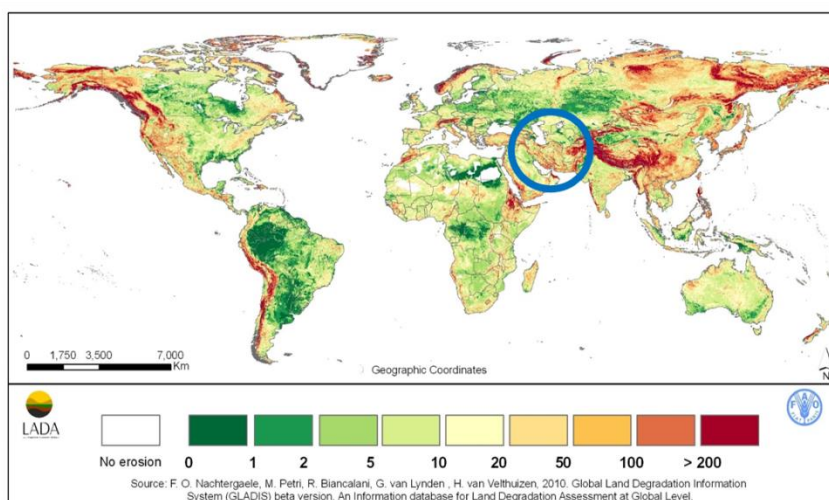 0 1,750 3,500 7,000
Km
Geographic Coordinates
N
LADA
FAO
No erosion 0 1 2 5 10 20 50 100 > 200
Source: F. O. Nachtergaele, M. Petri, R. Biancalani, G. van Lynden , H. van Velthuizen, 2010. Global Land Degradation Information
System (GLADIS) beta version. An Information database for Land Degradation Assessment at Global Level.